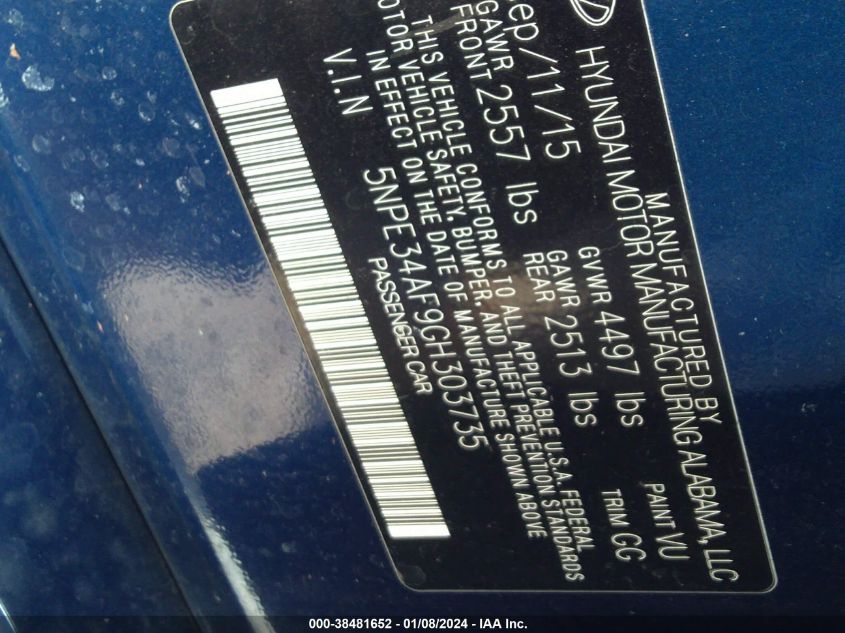 MANUFACTURED BY
HYUNDAI MOTOR MANUFACTURING ALABAMA, LLC
ep/11/15 GVWR 4497 lbs PAINT VU
GAWR FRONT 2557 lbs GAWR REAR 2513 lbs TRIM GG
THIS VEHICLE CONFORMS TO ALL APPLICABLE U.S.A. FEDERAL
MOTOR VEHICLE SAFETY, BUMPER, AND THEFT PREVENTION STANDARDS
IN EFFECT ON THE DATE OF MANUFACTURE SHOWN ABOVE
V.I.N 5NPE34AF9GH303735
PASSENGER CAR
000-38481652 - 01/08/2024 - IAA Inc.